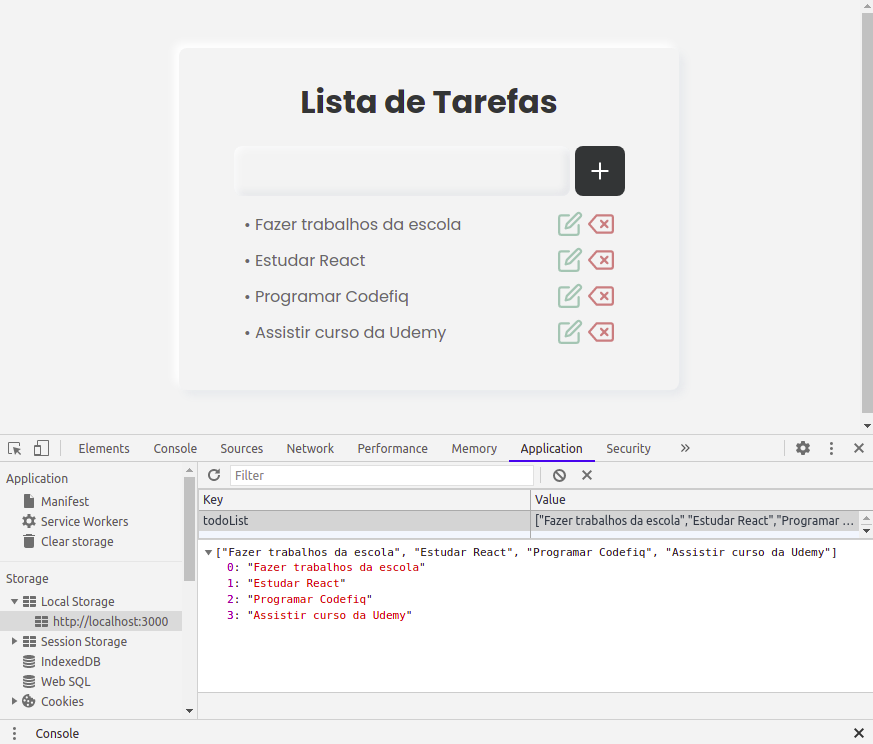 Lista de Tarefas
• Fazer trabalhos da escola
• Estudar React
• Programar Codefiq
• Assistir curso da Udemy
Elements Console Sources Network Performance Memory Application Security »
Application
Manifest
Service Workers
Clear storage
Storage
Local Storage
http://localhost:3000
Session Storage
IndexedDB
Web SQL
Cookies
Filter
Key Value
todoList ["Fazer trabalhos da escola","Estudar React","Programar …
["Fazer trabalhos da escola", "Estudar React", "Programar Codefiq", "Assistir curso da Udemy"]
0: "Fazer trabalhos da escola"
1: "Estudar React"
2: "Programar Codefiq"
3: "Assistir curso da Udemy"
Console